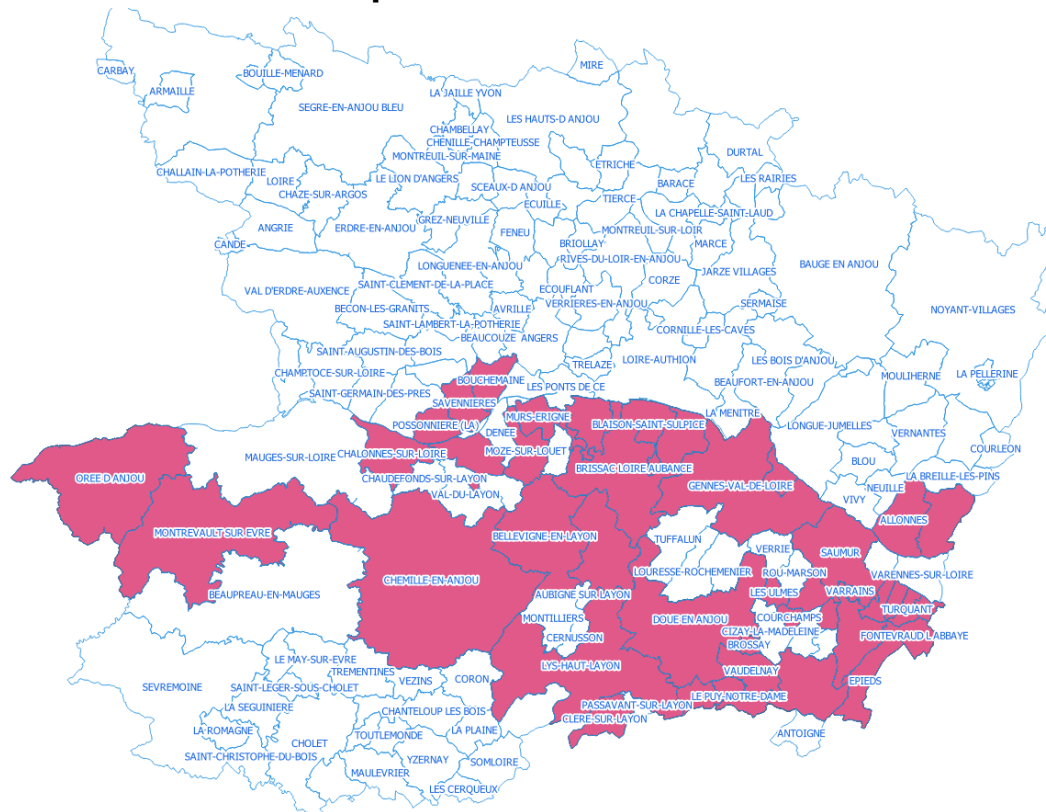 MIRE
CARBAY
BOUILLE-MENARD
ARMAILLE
LA JAILLE YVON
SEGRE-EN-ANJOU BLEU
LES HAUTS-D ANJOU
CHAMBELLAY
CHENILLE-CHAMPTEUSSE
DURTAL
MONTREUIL-SUR-MAINE
ETRICHE
CHALLAIN-LA-POTHERIE
LOIRE
LE LION D'ANGERS
LES RAIRIES
BARACE
SCEAUX-D ANJOU
CHAZE-SUR-ARGOS
TIERCE
ECUILLE
LA CHAPELLE-SAINT-LAUD
GREZ-NEUVILLE
ANGRIE
ERDRE-EN-ANJOU
FENEU
MONTREUIL-SUR-LOIR
CANDE
BRIOLLAY
MARCE
RIVES-DU-LOIR-EN-ANJOU
BAUGE EN ANJOU
LONGUENEE-EN-ANJOU
JARZE VILLAGES
CORZE
SAINT-CLEMENT-DE-LA-PLACE
VAL D'ERDRE-AUXENCE
ECOUFLANT
VERRIERES-EN-ANJOU
SERMAISE
BECON-LES-GRANITS
AVRILLE
NOYANT-VILLAGES
SAINT-LAMBERT-LA-POTHERIE
CORNILLE-LES-CAVES
BEAUCOUZE
ANGERS
SAINT-AUGUSTIN-DES-BOIS
LOIRE-AUTHION
LES BOIS D'ANJOU
TRELAZE
CHAMPTOCE-SUR-LOIRE
BOUCHEMAINE
BEAUFORT-EN-ANJOU
MOULIHERNE
LA PELLERINE
LES PONTS DE CE
SAINT-GERMAIN-DES-PRES
SAVENNIERES
LA MENITRE
MURS-ERIGNE
POSSONNIERE (LA)
BLAISON-SAINT-SULPICE
LONGUE-JUMELLES
DENEE
VERNANTES
MOZE-SUR-LOUET
COURLEON
MAUGES-SUR-LOIRE
CHALONNES-SUR-LOIRE
BLOU
BRISSAC LOIRE AUBANCE
OREE D'ANJOU
CHAUDEFONDS-SUR-LAYON
LA BREILLE-LES-PINS
GENNES-VAL-DE-LOIRE
NEUILLE
VAL-DU-LAYON
VIVY
ALLONNES
MONTREVAULT SUR EVRE
BELLEVIGNE-EN-LAYON
TUFFALUN
VERRIE
SAUMUR
LOURESSE-ROCHEMENIER
ROU-MARSON
VARENNES-SUR-LOIRE
CHEMILLE-EN-ANJOU
BEAUPREAU-EN-MAUGES
AUBIGNE SUR LAYON
LES ULMES
VARRAINS
TURQUANT
MONTILLIERS
DOUE EN ANJOU
COURCHAMPS
CIZAY-LA-MADELEINE
CERNUSSON
FONTEVRAUD L ABBAYE
BROSSAY
LE MAY-SUR-EVRE
LYS-HAUT-LAYON
TREMENTINES
VAUDELNAY
VEZINS
CORON
EPIEDS
SEVREMOINE
SAINT-LEGER-SOUS-CHOLET
LE PUY-NOTRE-DAME
PASSAVANT-SUR-LAYON
LA SEGUINIERE
CHANTELOUP LES BOIS
CLERE-SUR-LAYON
LA ROMAGNE
TOUTLEMONDE
LA PLAINE
ANTOIGNE
CHOLET
SAINT-CHRISTOPHE-DU-BOIS
YZERNAY
SOMLOIRE
MAULEVRIER
LES CERQUEUX